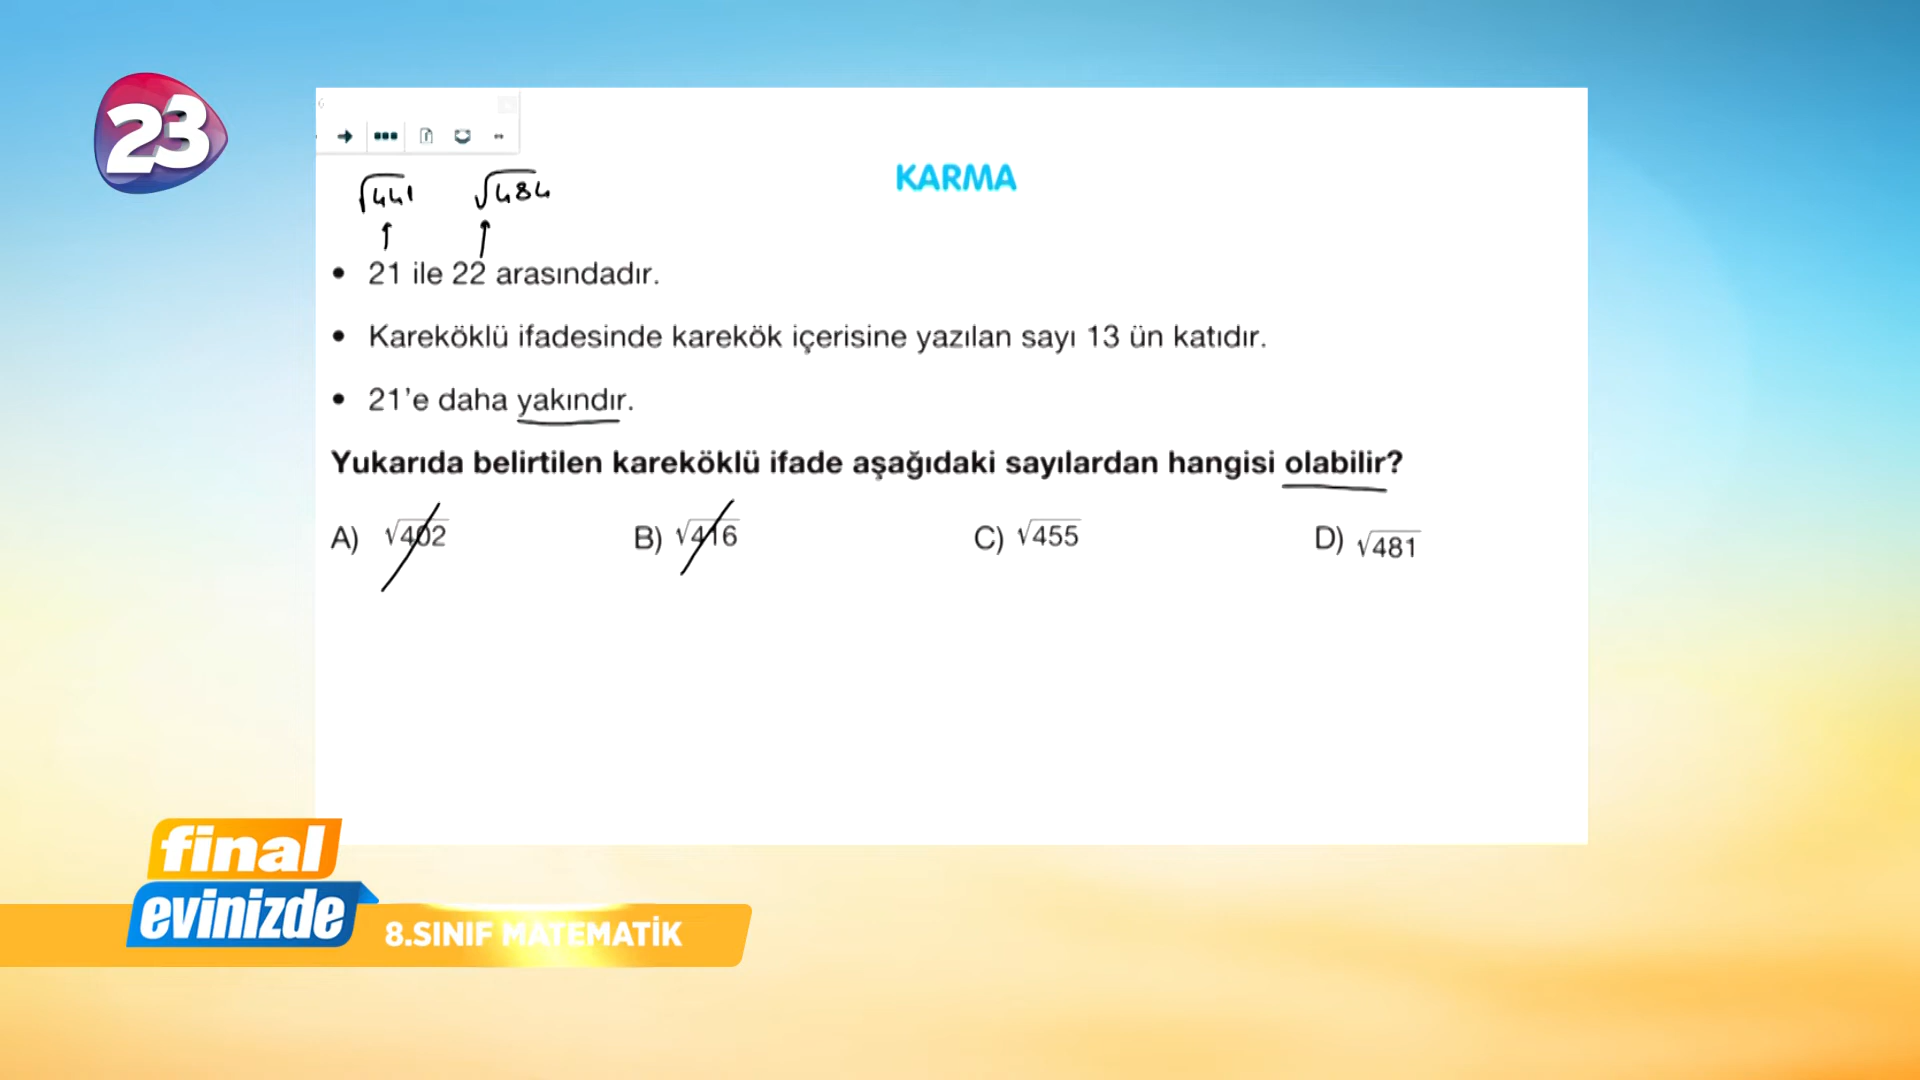 23
KARMA
√441 √484
• 21 ile 22 arasındadır.
• Kareköklü ifadesinde karekök içerisine yazılan sayı 13 ün katıdır.
• 21’e daha yakındır.
Yukarıda belirtilen kareköklü ifade aşağıdaki sayılardan hangisi olabilir?
A) √402 B) √416 C) √455 D) √481
final
evinizde
8.SINIF MATEMATİK